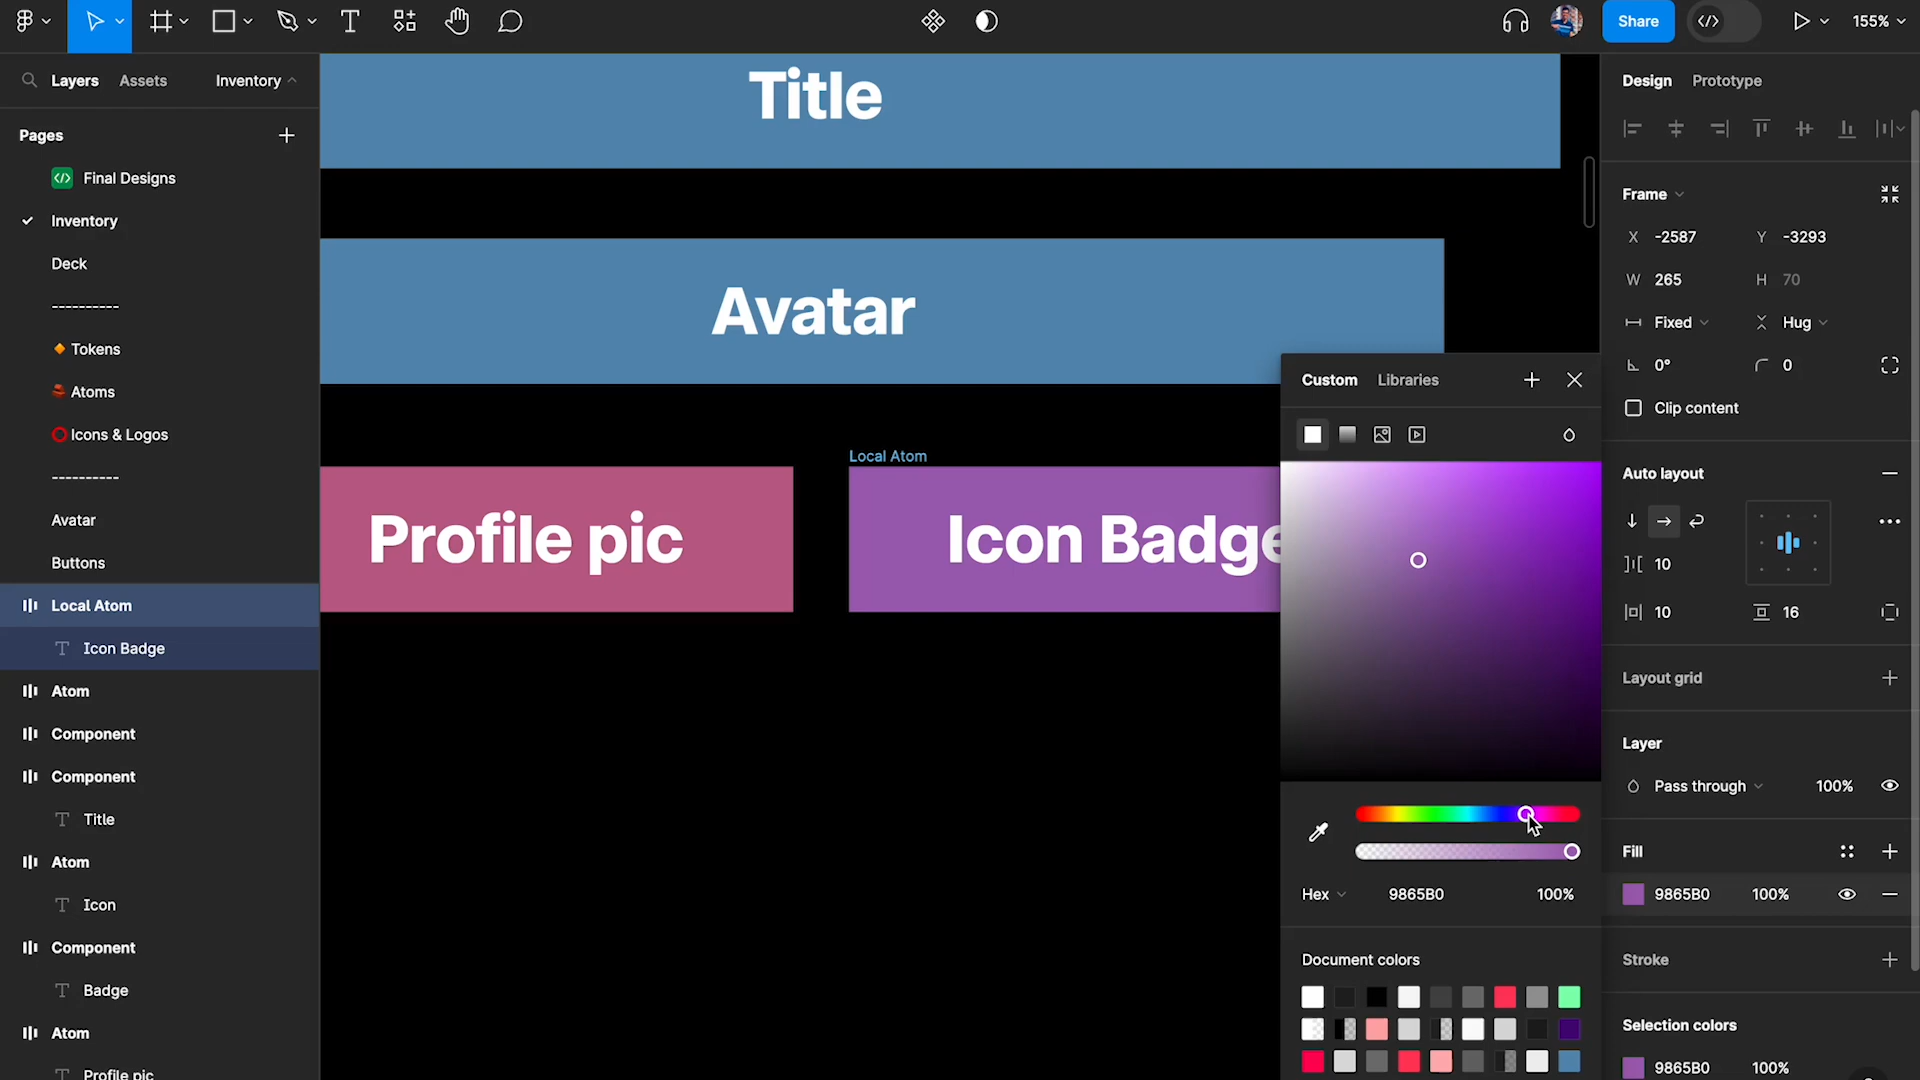 Share
155%
Layers
Assets
Inventory
Pages
Final Designs
Inventory
Deck
----------
Tokens
Atoms
Icons & Logos
----------
Avatar
Buttons
Local Atom
Icon Badge
Atom
Component
Component
Title
Atom
Icon
Component
Badge
Atom
Profile pic
Title
Avatar
Profile pic
Local Atom
Icon Badge
Custom
Libraries
Hex
9865B0
100%
Document colors
Design
Prototype
Frame
X
-2587
Y
-3293
W
265
H
70
Fixed
Hug
0°
0
Clip content
Auto layout
10
10
16
Layout grid
Layer
Pass through
100%
Fill
9865B0
100%
Stroke
Selection colors
9865B0
100%